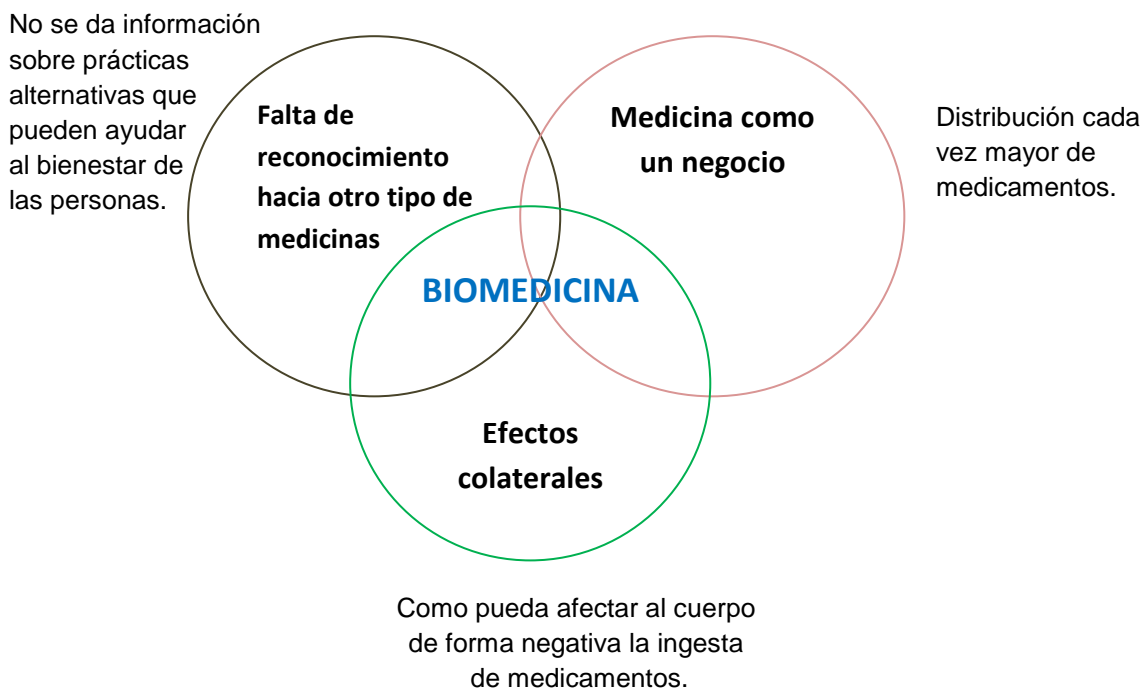 No se da información
sobre prácticas
alternativas que
pueden ayudar
al bienestar de
las personas.
Falta de
reconocimiento
hacia otro tipo de
medicinas
Medicina como
un negocio
Distribución cada
vez mayor de
medicamentos.
BIOMEDICINA
Efectos
colaterales
Como pueda afectar al cuerpo
de forma negativa la ingesta
de medicamentos.